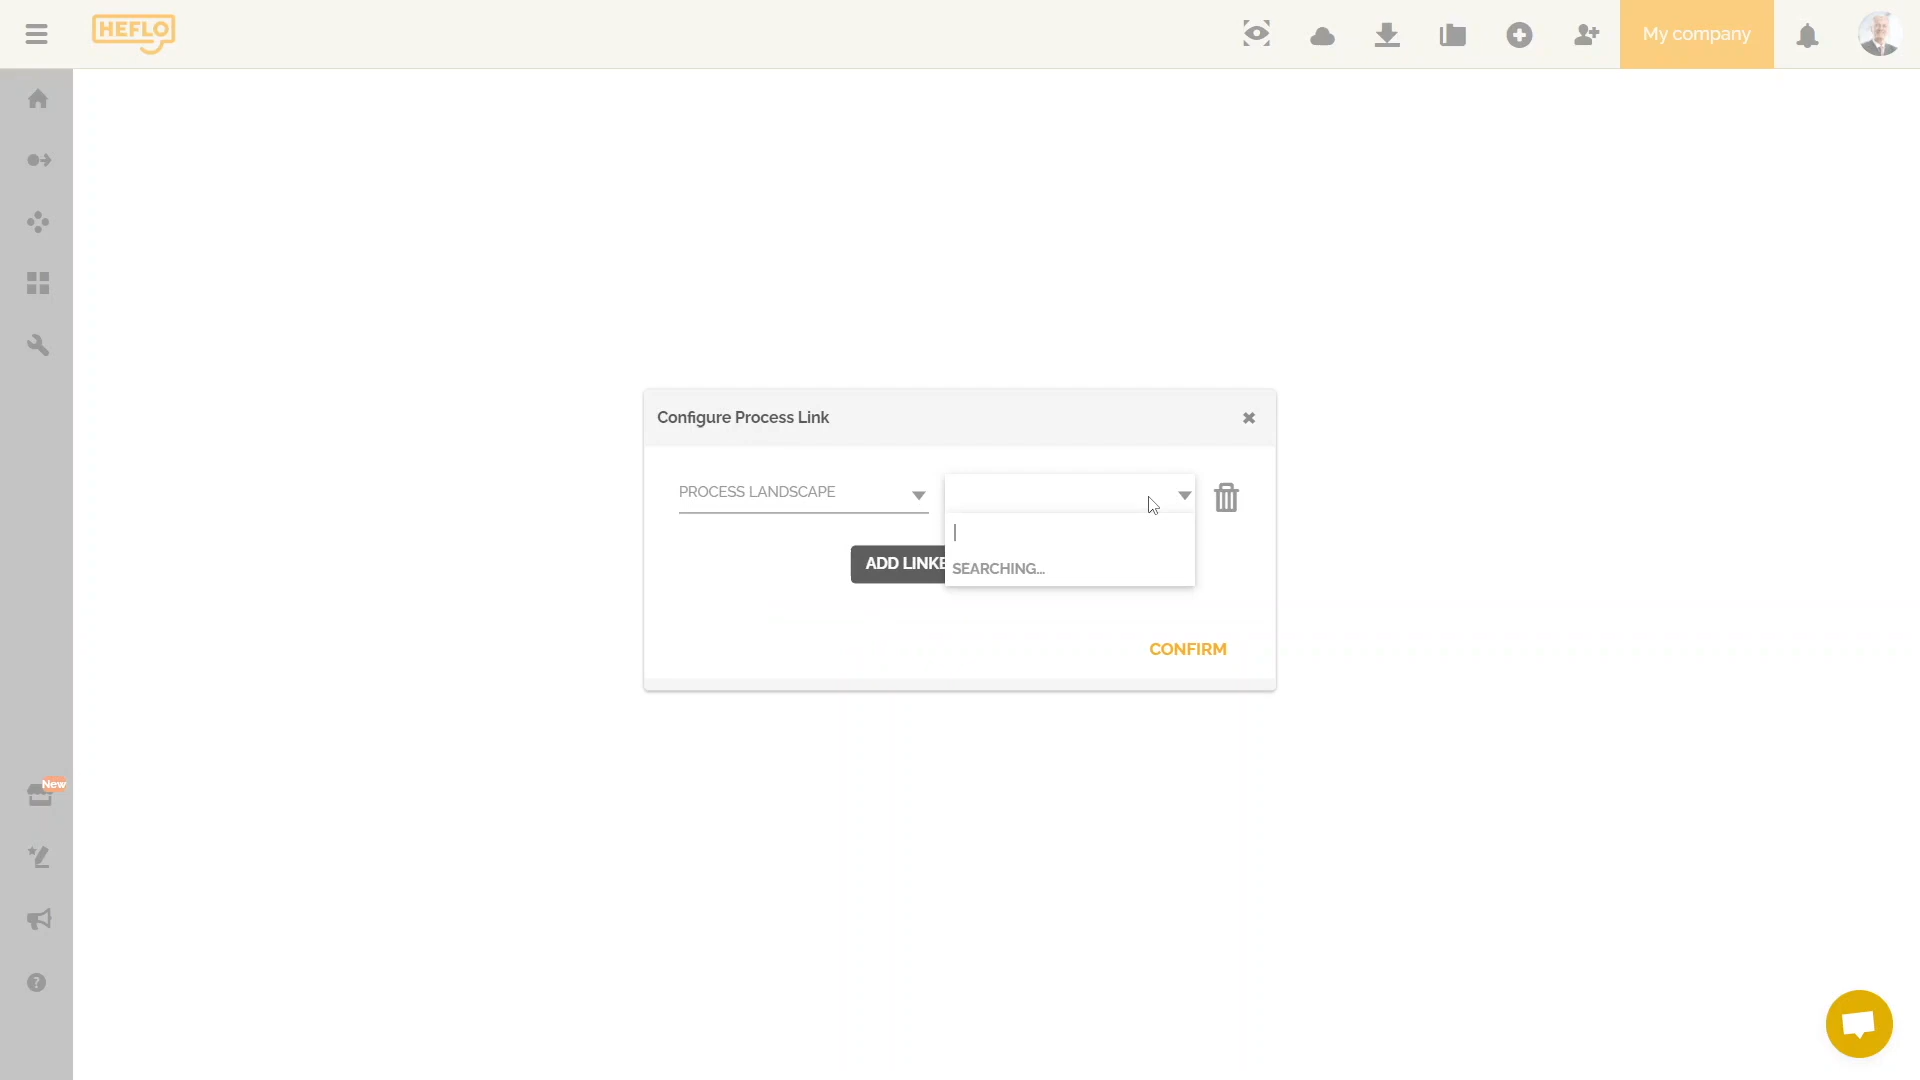 HEFLO
My company
Configure Process Link
PROCESS LANDSCAPE
ADD LINKE
SEARCHING...
CONFIRM
New